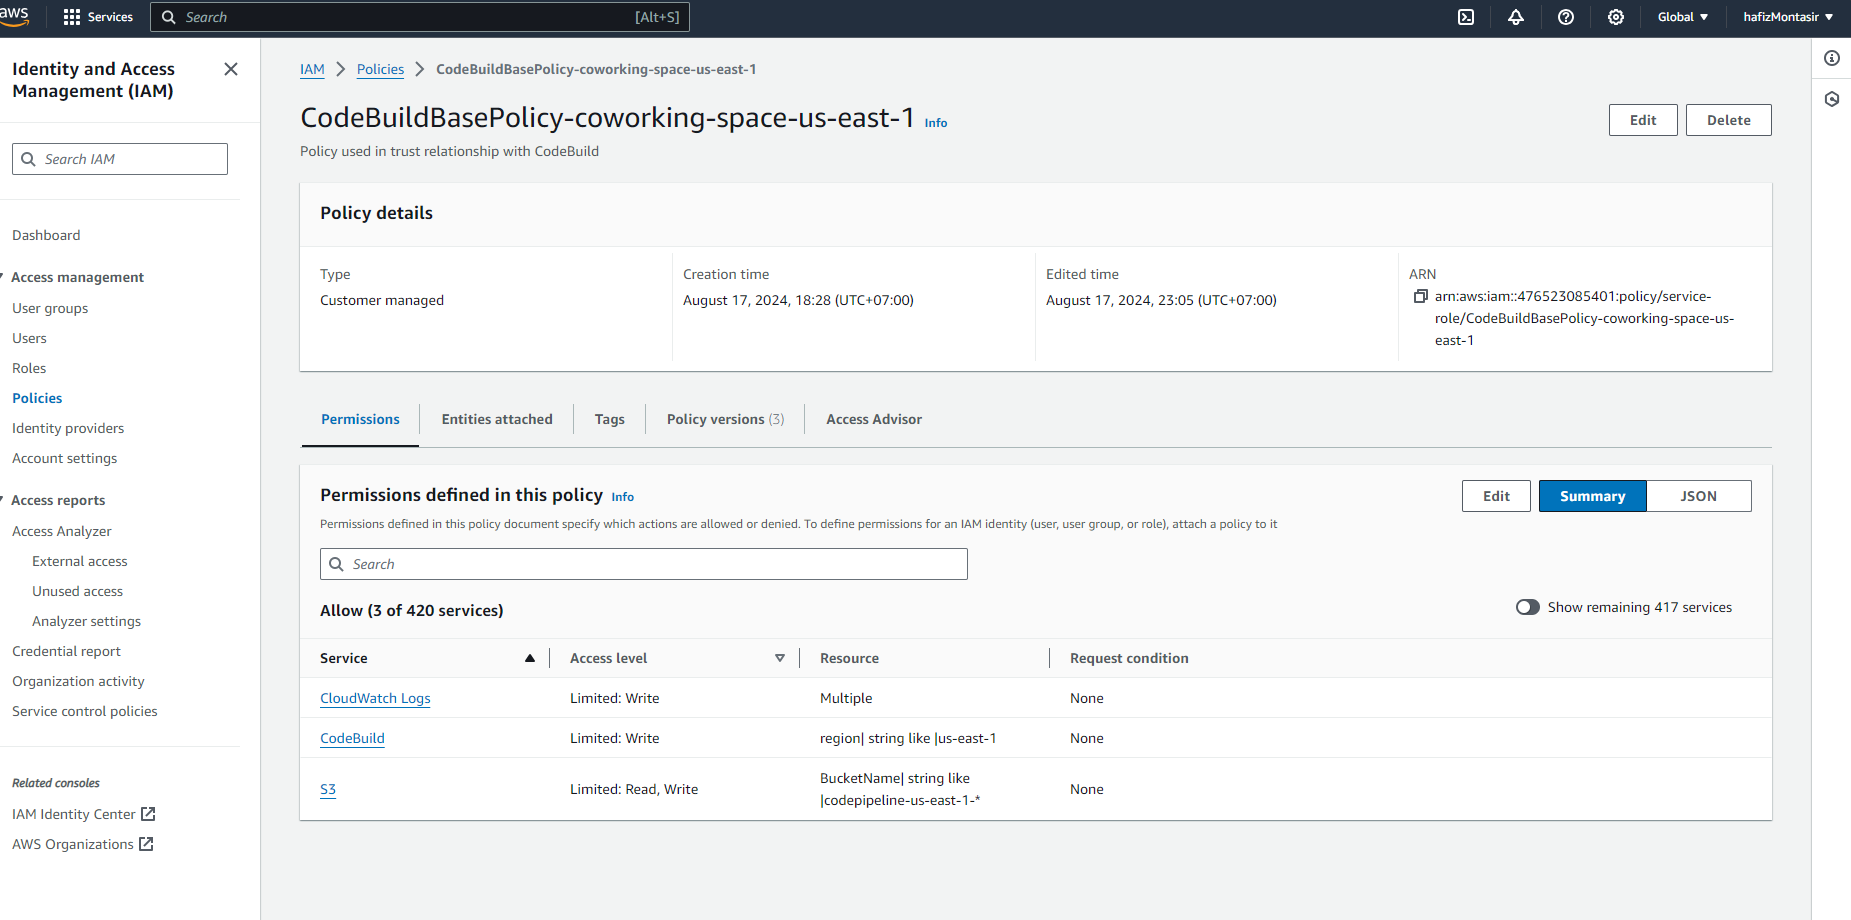 aws
Services
Search
[Alt+S]
Global
hafizMontasir
Identity and Access
Management (IAM)
Search IAM
Dashboard
Access management
User groups
Users
Roles
Policies
Identity providers
Account settings
Access reports
Access Analyzer
External access
Unused access
Analyzer settings
Credential report
Organization activity
Service control policies
Related consoles
IAM Identity Center
AWS Organizations
IAM > Policies > CodeBuildBasePolicy-coworking-space-us-east-1
CodeBuildBasePolicy-coworking-space-us-east-1 Info
Policy used in trust relationship with CodeBuild
Edit
Delete
Policy details
Type
Customer managed
Creation time
August 17, 2024, 18:28 (UTC+07:00)
Edited time
August 17, 2024, 23:05 (UTC+07:00)
ARN
arn:aws:iam::476523085401:policy/service-
role/CodeBuildBasePolicy-coworking-space-us-
east-1
Permissions
Entities attached
Tags
Policy versions (3)
Access Advisor
Permissions defined in this policy Info
Permissions defined in this policy document specify which actions are allowed or denied. To define permissions for an IAM identity (user, user group, or role), attach a policy to it
Edit
Summary
JSON
Search
Allow (3 of 420 services)
Show remaining 417 services
Service
Access level
Resource
Request condition
CloudWatch Logs
Limited: Write
Multiple
None
CodeBuild
Limited: Write
region| string like |us-east-1
None
S3
Limited: Read, Write
BucketName| string like
|codepipeline-us-east-1-*
None